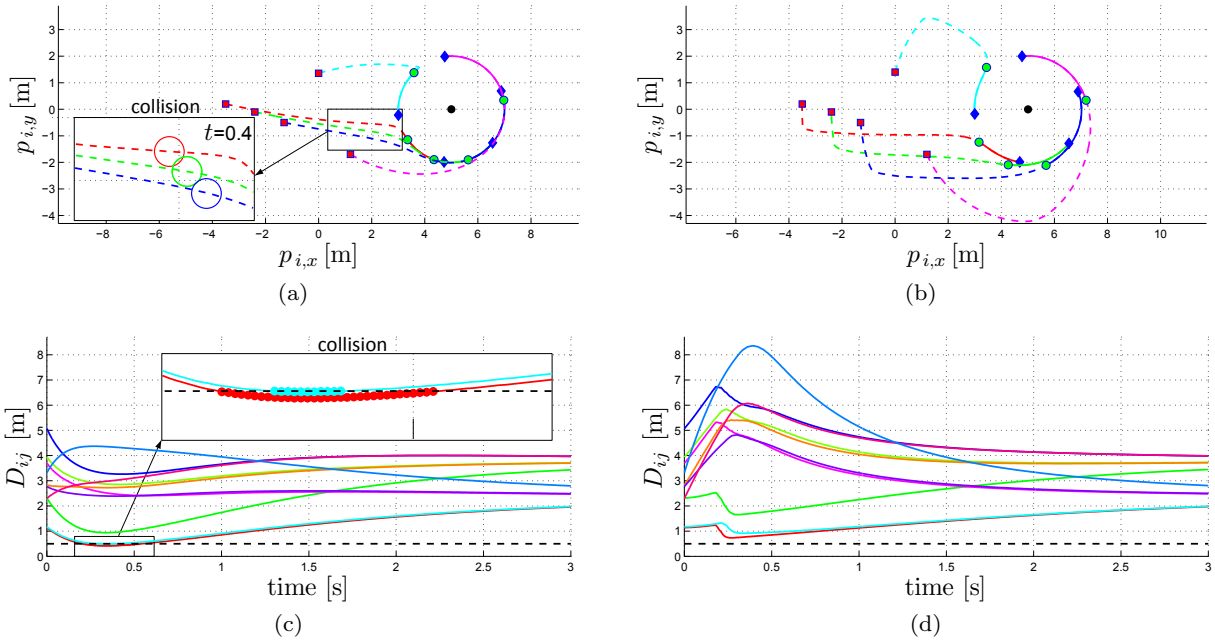 4
3
2
1
0
−1
−2
−3
−4
p i,y [m]
collision
t=0.4
−8 −6 −4 −2 0 2 4 6 8
p i,x [m]
(a)
4
3
2
1
0
−1
−2
−3
−4
p i,y [m]
−4 −2 0 2 4 6 8 10
p i,x [m]
(b)
collision
8
7
6
5
4
3
2
1
0
D ij [m]
0 0.5 1 1.5 2 2.5 3
time [s]
(c)
8
7
6
5
4
3
2
1
0
D ij [m]
0 0.5 1 1.5 2 2.5 3
time [s]
(d)